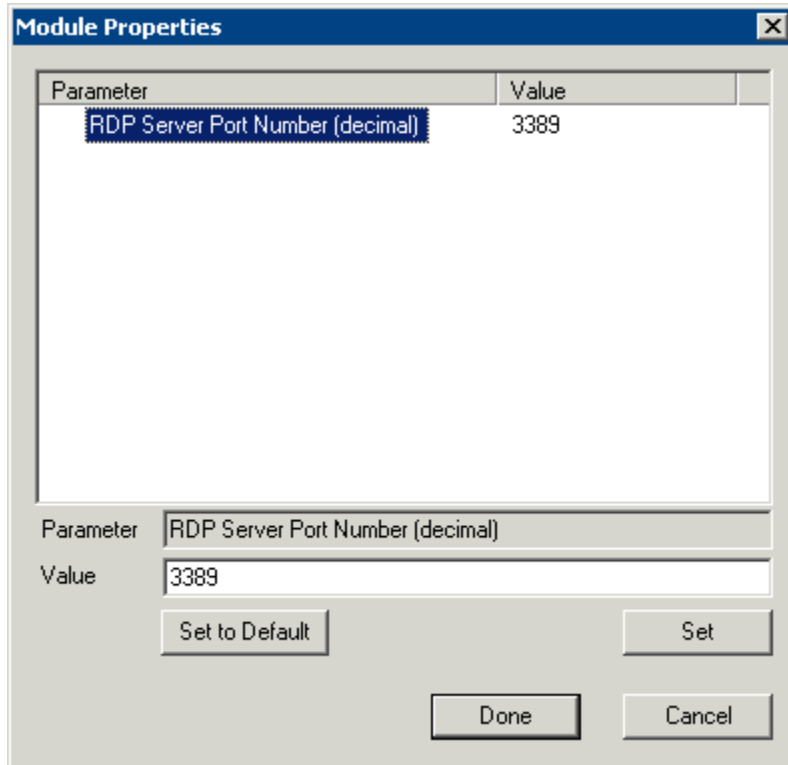 Module Properties
Parameter Value
RDP Server Port Number (decimal) 3389
Parameter RDP Server Port Number (decimal)
Value 3389
Set to Default Set
Done Cancel